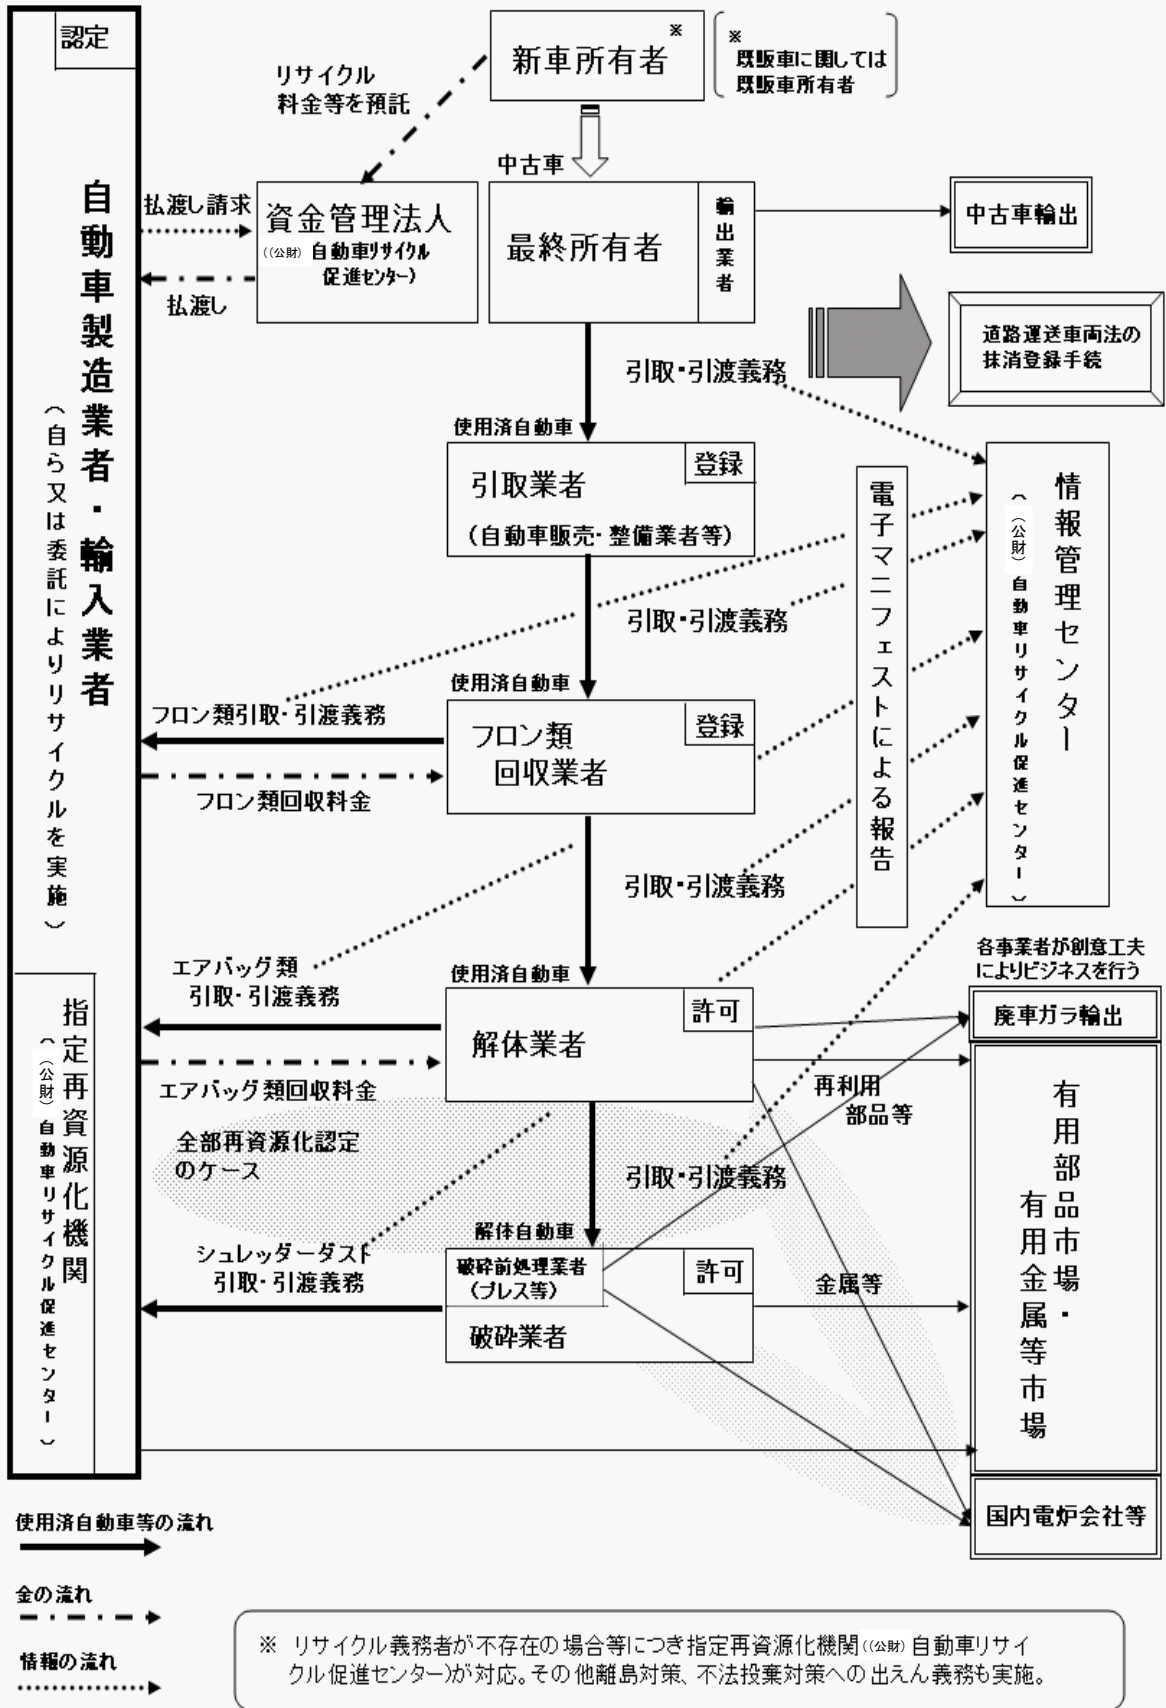 認定
新車所有者※
※
既販車に関しては
既販車所有者
リサイクル
料金等を預託
中古車
自動車製造業者・輸入業者
(自ら又は委託によりリサイクルを実施)
払渡し請求
払渡し
資金管理法人
((公財)自動車リサイクル
促進センター)
最終所有者
輸出業者
中古車輸出
道路運送車両法の
抹消登録手続
引取・引渡義務
使用済自動車
引取業者
登録
(自動車販売・整備業者等)
電子マニフェストによる報告
情報管理センター
((公財)自動車リサイクル促進センター)
引取・引渡義務
使用済自動車
フロン類引取・引渡義務
フロン類
回収業者
登録
フロン類回収料金
引取・引渡義務
エアバッグ類
引取・引渡義務
使用済自動車
各事業者が創意工夫
によりビジネスを行う
指定再資源化機関
((公財)自動車リサイクル促進センター)
解体業者
許可
廃車ガラ輸出
エアバッグ類回収料金
再利用
部品等
有用部品市場・
有用金属等市場
全部再資源化認定
のケース
引取・引渡義務
解体自動車
シュレッダーダスト
引取・引渡義務
破砕前処理業者
(プレス等)
許可
破砕業者
金属等
国内電炉会社等
使用済自動車等の流れ
金の流れ
情報の流れ
※ リサイクル義務者が不存在の場合等につき指定再資源化機関((公財)自動車リサイ
クル促進センター)が対応。その他離島対策、不法投棄対策への出えん義務も実施。